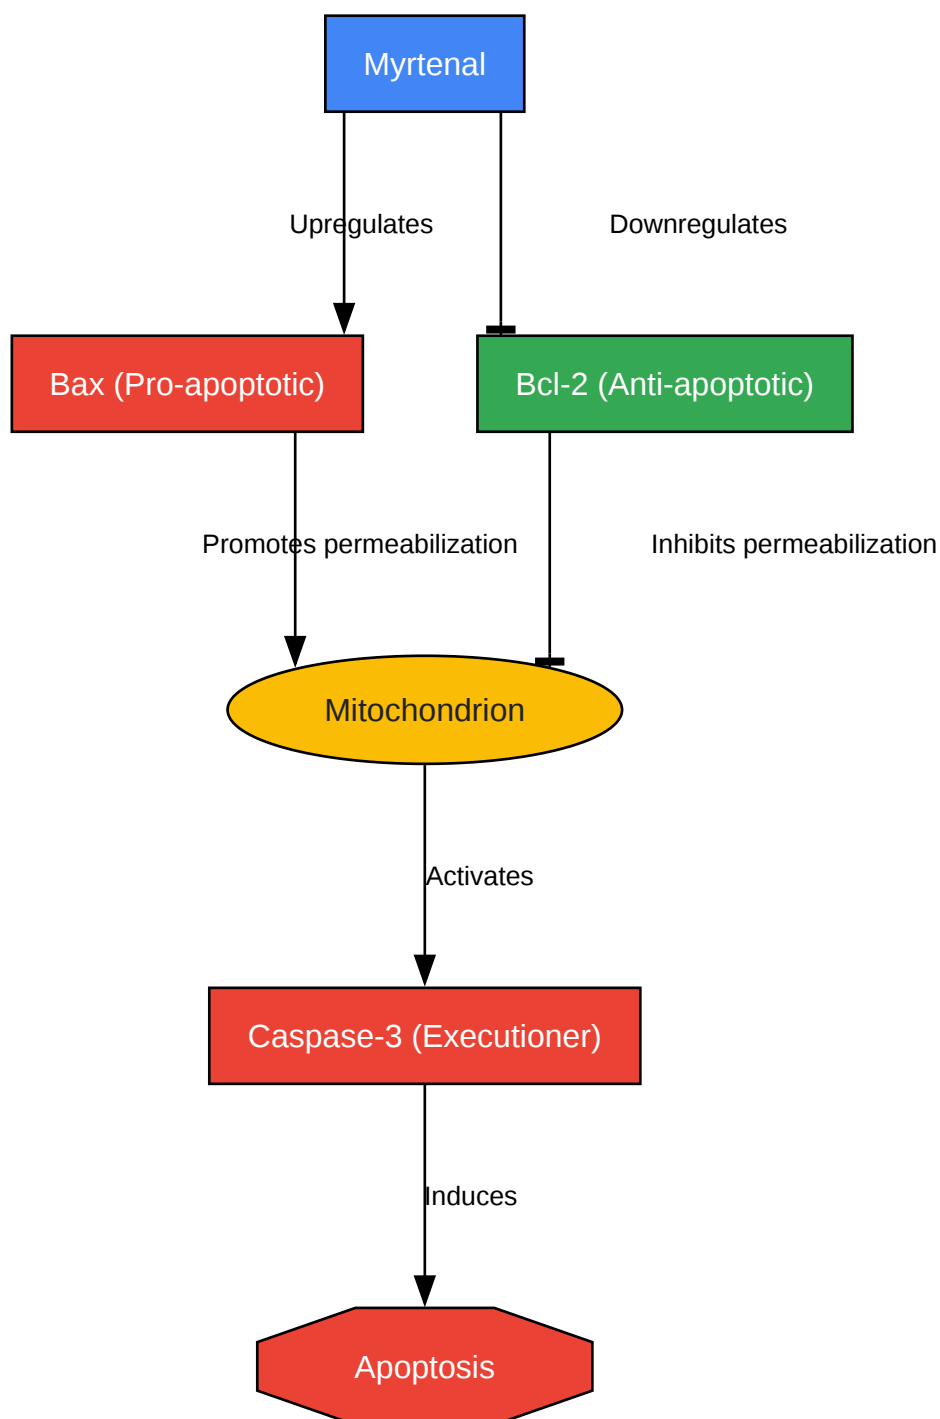 Myrtenal
Upregulates
Downregulates
Bax (Pro-apoptotic)
Bcl-2 (Anti-apoptotic)
Promotes permeabilization
Inhibits permeabilization
Mitochondrion
Activates
Caspase-3 (Executioner)
Induces
Apoptosis